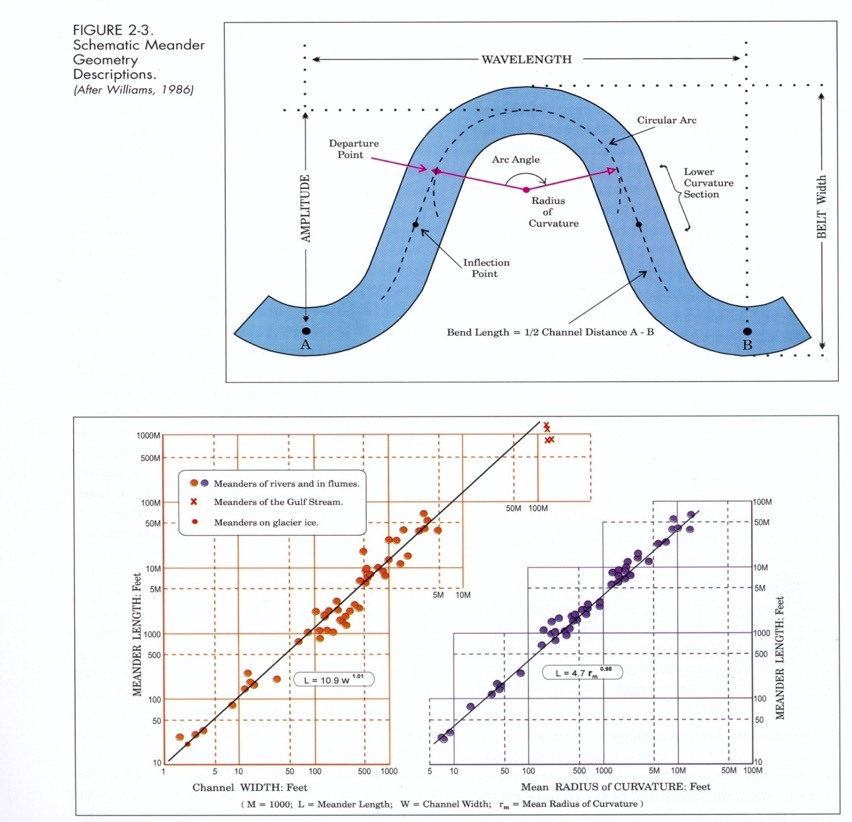 FIGURE 2-3.
Schematic Meander
Geometry
Descriptions.
(After Williams, 1986)
WAVELENGTH
Circular Arc
Departure
Point
Arc Angle
Lower
Curvature
Section
AMPLITUDE
BELT Width
Radius
of
Curvature
Inflection
Point
Bend Length = 1/2 Channel Distance A - B
A
B
1000M
500M
100M
50M
10M
5M
1000
500
100
50
10
MEANDER LENGTH: Feet
Meanders of rivers and in flumes.
Meanders of the Gulf Stream.
Meanders on glacier ice.
50M 100M
5M 10M
L = 10.9 w 1.01
1 5 10 50 100 500 1000
Channel WIDTH: Feet
100M
50M
10M
5M
1000
500
100
50
10
MEANDER LENGTH: Feet
L = 4.7 rm 0.98
5 10 50 100 500 1000 5M 10M 50M 100M
Mean RADIUS of CURVATURE: Feet
( M = 1000; L = Meander Length; W = Channel Width; rm = Mean Radius of Curvature )